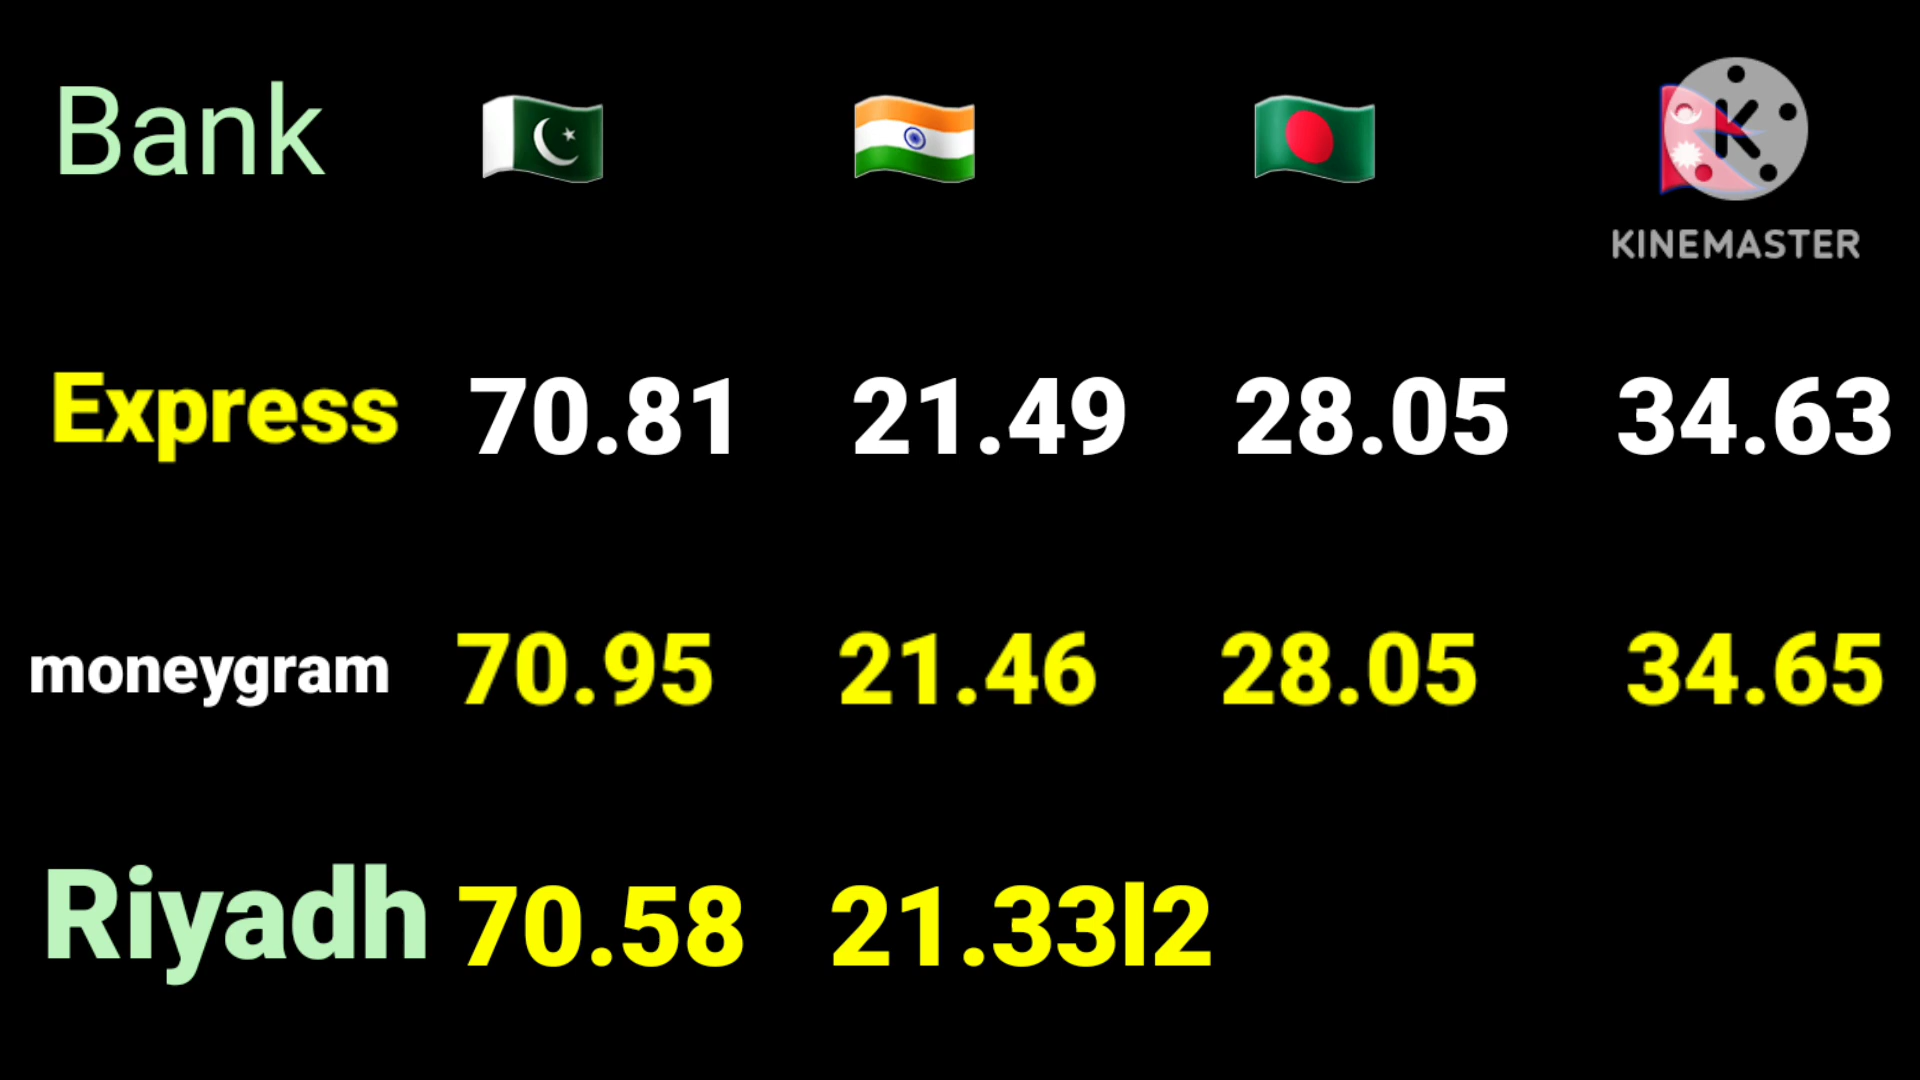 Bank
KINEMASTER
Express 70.81 21.49 28.05 34.63
moneygram 70.95 21.46 28.05 34.65
Riyadh 70.58 21.33l2